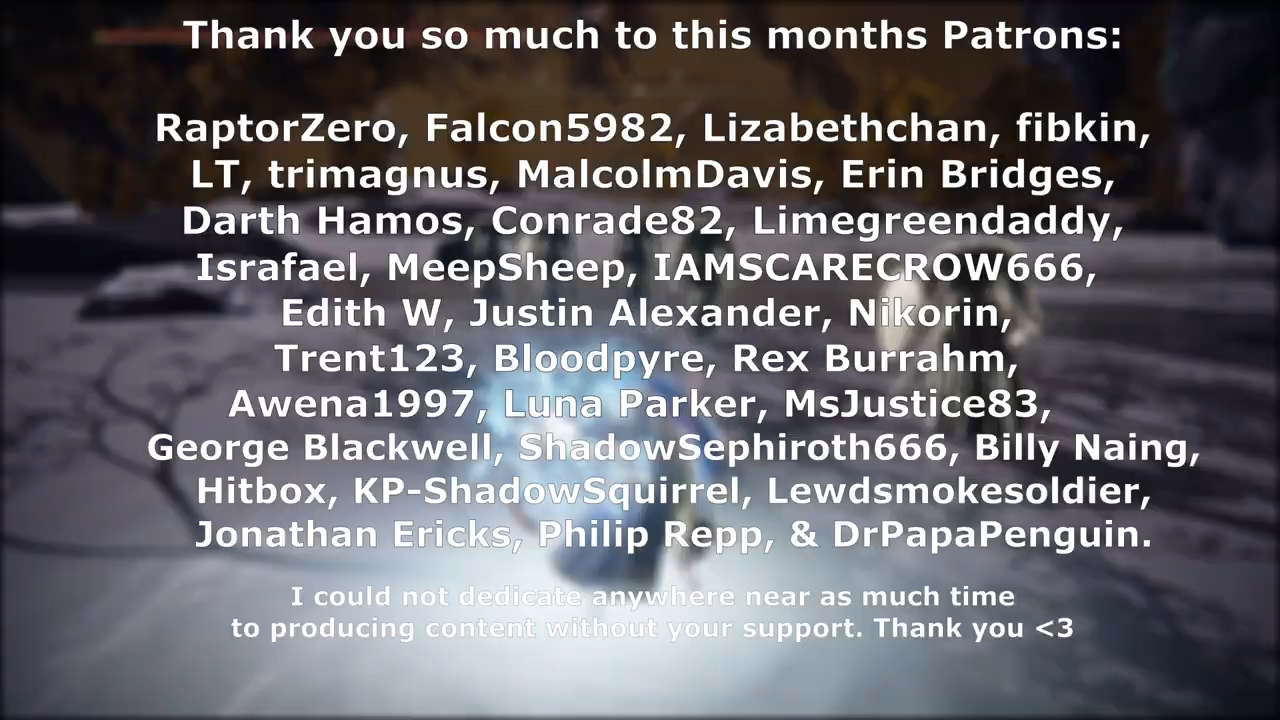 Thank you so much to this months Patrons:
RaptorZero, Falcon5982, Lizabethchan, fibkin,
LT, trimagnus, MalcolmDavis, Erin Bridges,
Darth Hamos, Conrade82, Limegreendaddy,
Israfael, MeepSheep, IAMSCARECROW666,
Edith W, Justin Alexander, Nikorin,
Trent123, Bloodpyre, Rex Burrahm,
Awena1997, Luna Parker, MsJustice83,
George Blackwell, ShadowSephiroth666, Billy Naing,
Hitbox, KP-ShadowSquirrel, Lewdsmokesoldier,
Jonathan Ericks, Philip Repp, & DrPapaPenguin.
I could not dedicate anywhere near as much time
to producing content without your support. Thank you <3